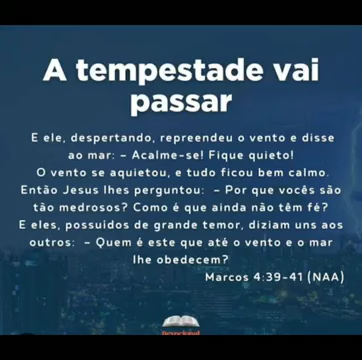 A tempestade vai
passar
E ele, despertando, repreendeu o vento e disse
ao mar: – Acalme-se! Fique quieto!
O vento se aquietou, e tudo ficou bem calmo.
Então Jesus lhes perguntou: – Por que vocês são
tão medrosos? Como é que ainda não têm fé?
E eles, possuídos de grande temor, diziam uns aos
outros: – Quem é este que até o vento e o mar
lhe obedecem?
Marcos 4:39-41 (NAA)
Devocional